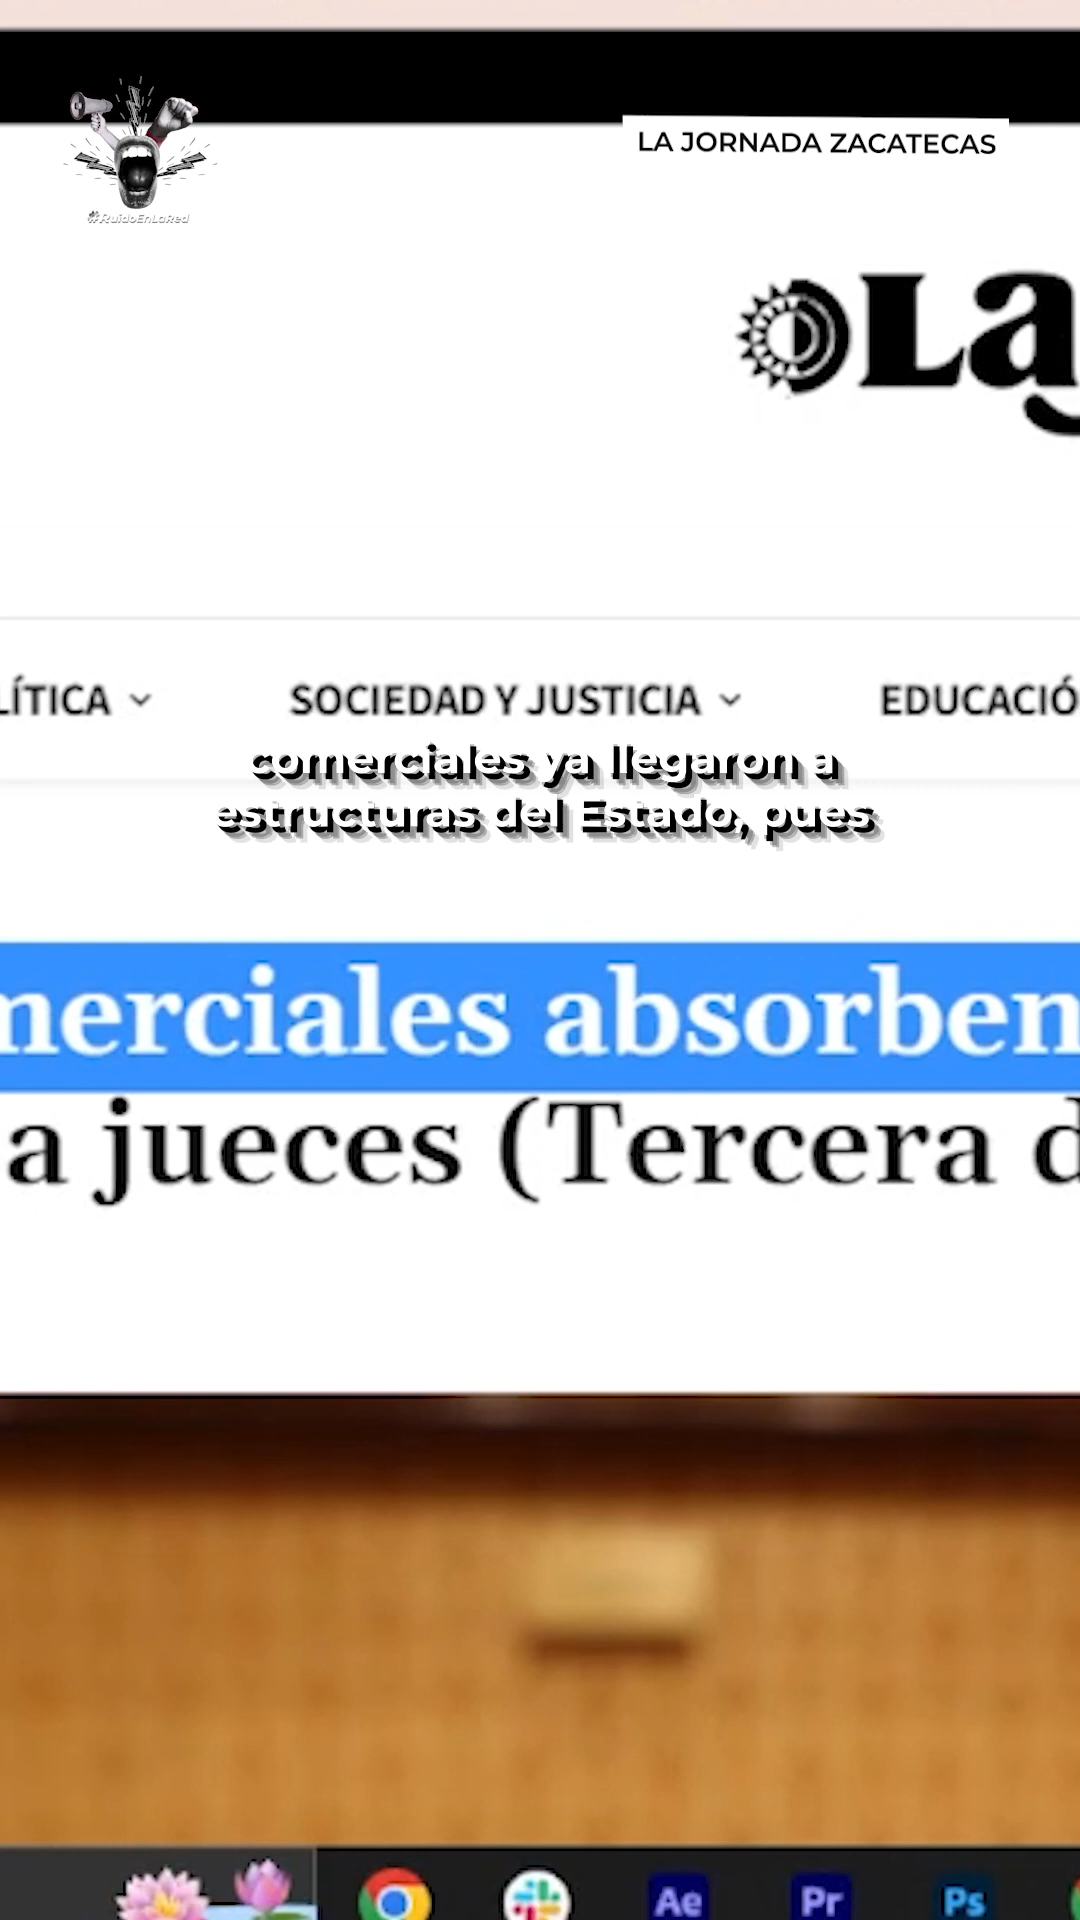 LA JORNADA ZACATECAS
#RuidoEnLaRed
La
LÍTICA
SOCIEDAD Y JUSTICIA
EDUCACIÓ
comerciales ya llegaron a
estructuras del Estado, pues
merciales absorben
a jueces (Tercera d
Ae
Pr
Ps